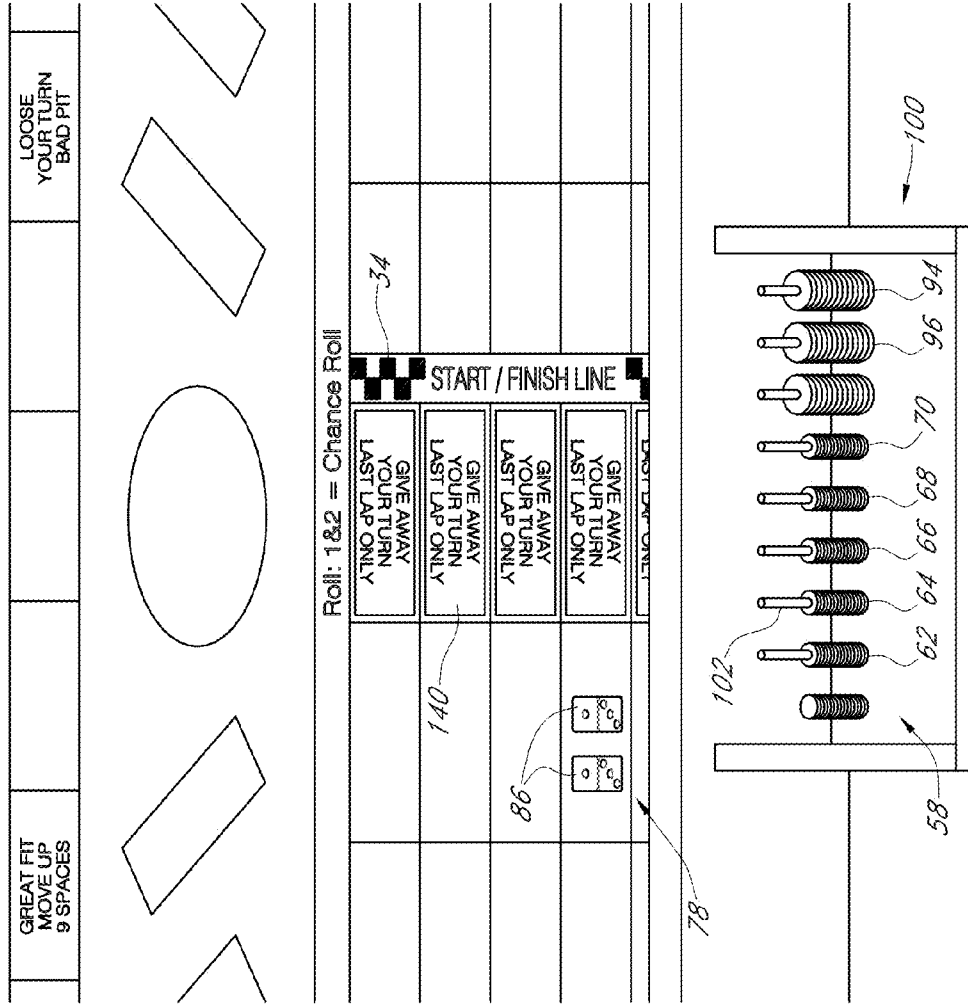 GREAT FIT
MOVE UP
9 SPACES
LOOSE
YOUR TURN
BAD PIT
Roll: 1&2 = Chance Roll
34
START / FINISH LINE
GIVE AWAY
YOUR TURN
LAST LAP ONLY
GIVE AWAY
YOUR TURN
LAST LAP ONLY
GIVE AWAY
YOUR TURN
LAST LAP ONLY
GIVE AWAY
YOUR TURN
LAST LAP ONLY
LAST LAP ONLY
140
86
78
102
58
62
64
66
68
70
96
94
100